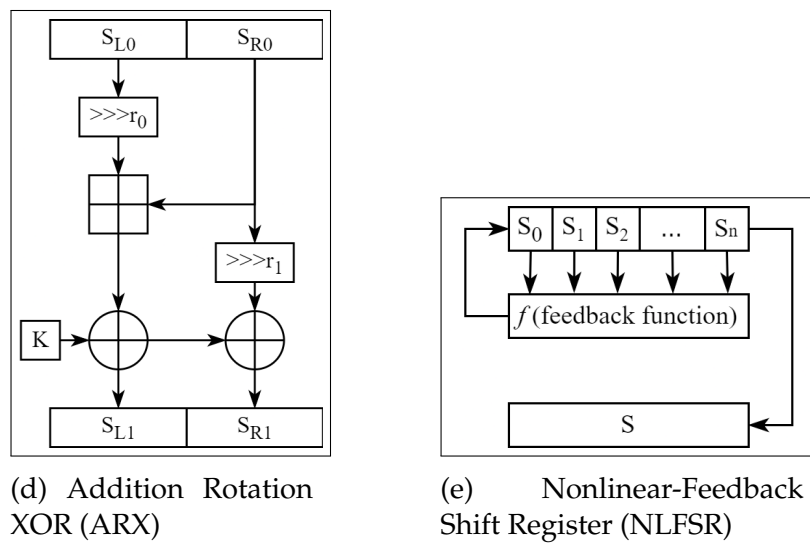 S_L0 S_R0
>>>r_0
>>>r_1
K
S_L1 S_R1
(d) Addition Rotation
XOR (ARX)
S_0 S_1 S_2 ... S_n
f (feedback function)
S
(e) Nonlinear-Feedback
Shift Register (NLFSR)